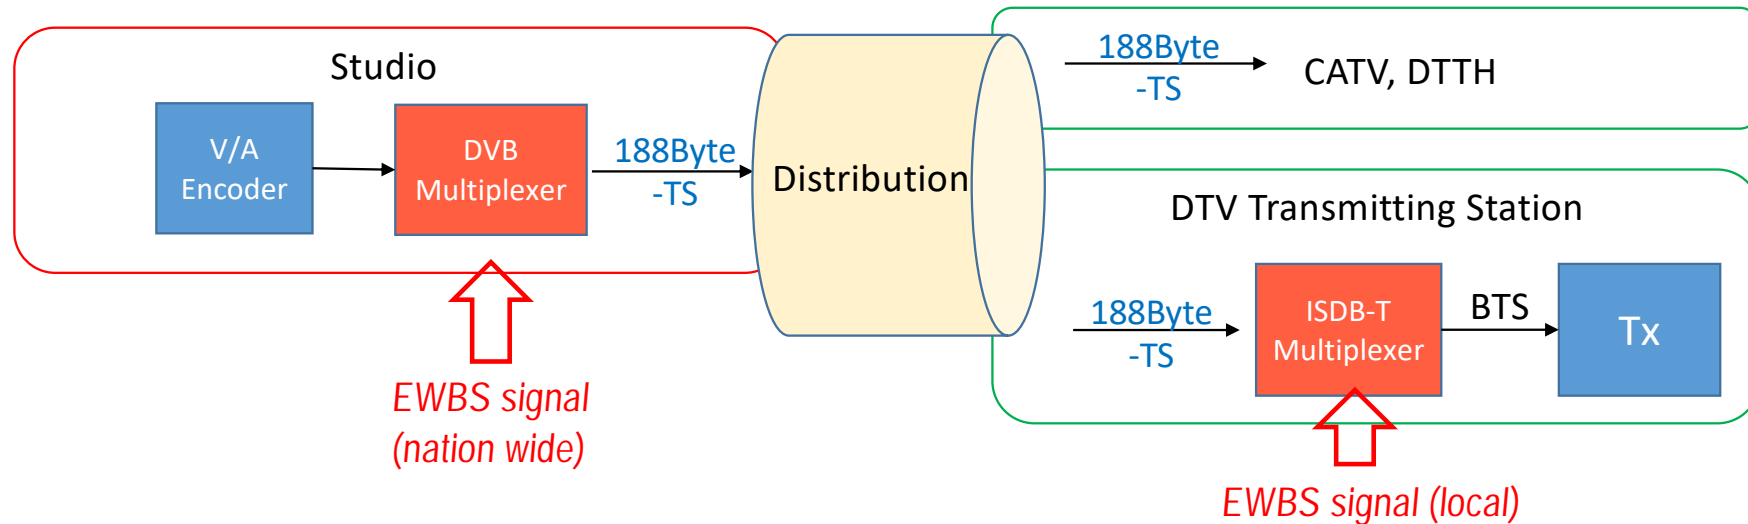 Studio
V/A
Encoder
DVB
Multiplexer
188Byte
-TS
EWBS signal
(nation wide)
Distribution
188Byte
-TS
CATV, DTTH
DTV Transmitting Station
188Byte
-TS
ISDB-T
Multiplexer
BTS
Tx
EWBS signal (local)